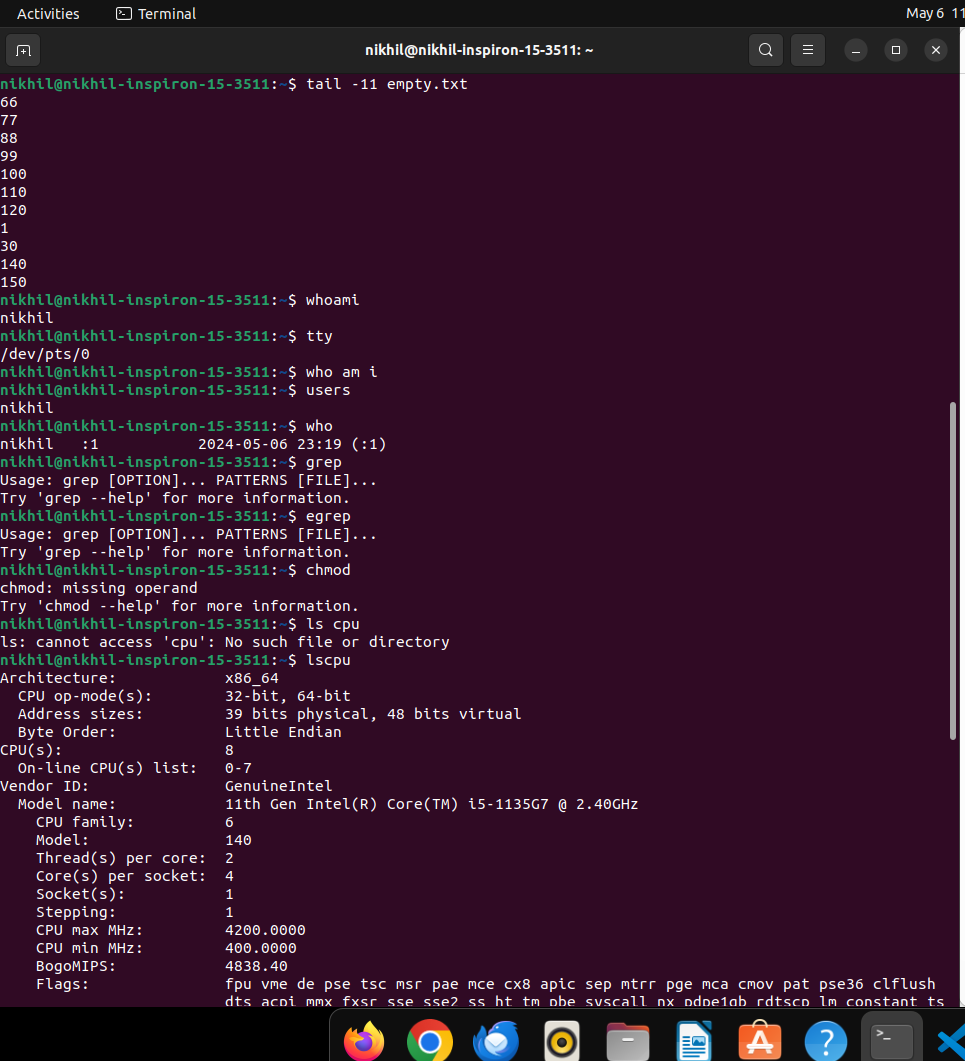 Activities Terminal May 6 11
nikhil@nikhil-inspiron-15-3511: ~
nikhil@nikhil-inspiron-15-3511:~$ tail -11 empty.txt
66
77
88
99
100
110
120
1
30
140
150
nikhil@nikhil-inspiron-15-3511:~$ whoami
nikhil
nikhil@nikhil-inspiron-15-3511:~$ tty
/dev/pts/0
nikhil@nikhil-inspiron-15-3511:~$ who am i
nikhil@nikhil-inspiron-15-3511:~$ users
nikhil
nikhil@nikhil-inspiron-15-3511:~$ who
nikhil   :1           2024-05-06 23:19 (:1)
nikhil@nikhil-inspiron-15-3511:~$ grep
Usage: grep [OPTION]... PATTERNS [FILE]...
Try 'grep --help' for more information.
nikhil@nikhil-inspiron-15-3511:~$ egrep
Usage: grep [OPTION]... PATTERNS [FILE]...
Try 'grep --help' for more information.
nikhil@nikhil-inspiron-15-3511:~$ chmod
chmod: missing operand
Try 'chmod --help' for more information.
nikhil@nikhil-inspiron-15-3511:~$ ls cpu
ls: cannot access 'cpu': No such file or directory
nikhil@nikhil-inspiron-15-3511:~$ lscpu
Architecture:            x86_64
  CPU op-mode(s):        32-bit, 64-bit
  Address sizes:         39 bits physical, 48 bits virtual
  Byte Order:            Little Endian
CPU(s):                  8
  On-line CPU(s) list:   0-7
Vendor ID:               GenuineIntel
  Model name:            11th Gen Intel(R) Core(TM) i5-1135G7 @ 2.40GHz
    CPU family:          6
    Model:               140
    Thread(s) per core:  2
    Core(s) per socket:  4
    Socket(s):           1
    Stepping:            1
    CPU max MHz:         4200.0000
    CPU min MHz:         400.0000
    BogoMIPS:            4838.40
    Flags:               fpu vme de pse tsc msr pae mce cx8 apic sep mtrr pge mca cmov pat pse36 clflush
                         dts acpi mmx fxsr sse sse2 ss ht tm pbe syscall nx pdpe1gb rdtscp lm constant_ts